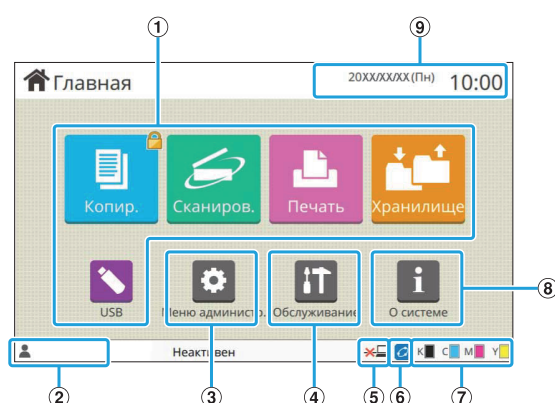 ① ⑨
Главная 20XX/XX/XX (Пн) 10:00
Копир. Сканиров. Печать Хранилище
USB Меню администр. Обслуживание О системе ⑧
Неактивен K C M Y
② ③ ④ ⑤ ⑥ ⑦